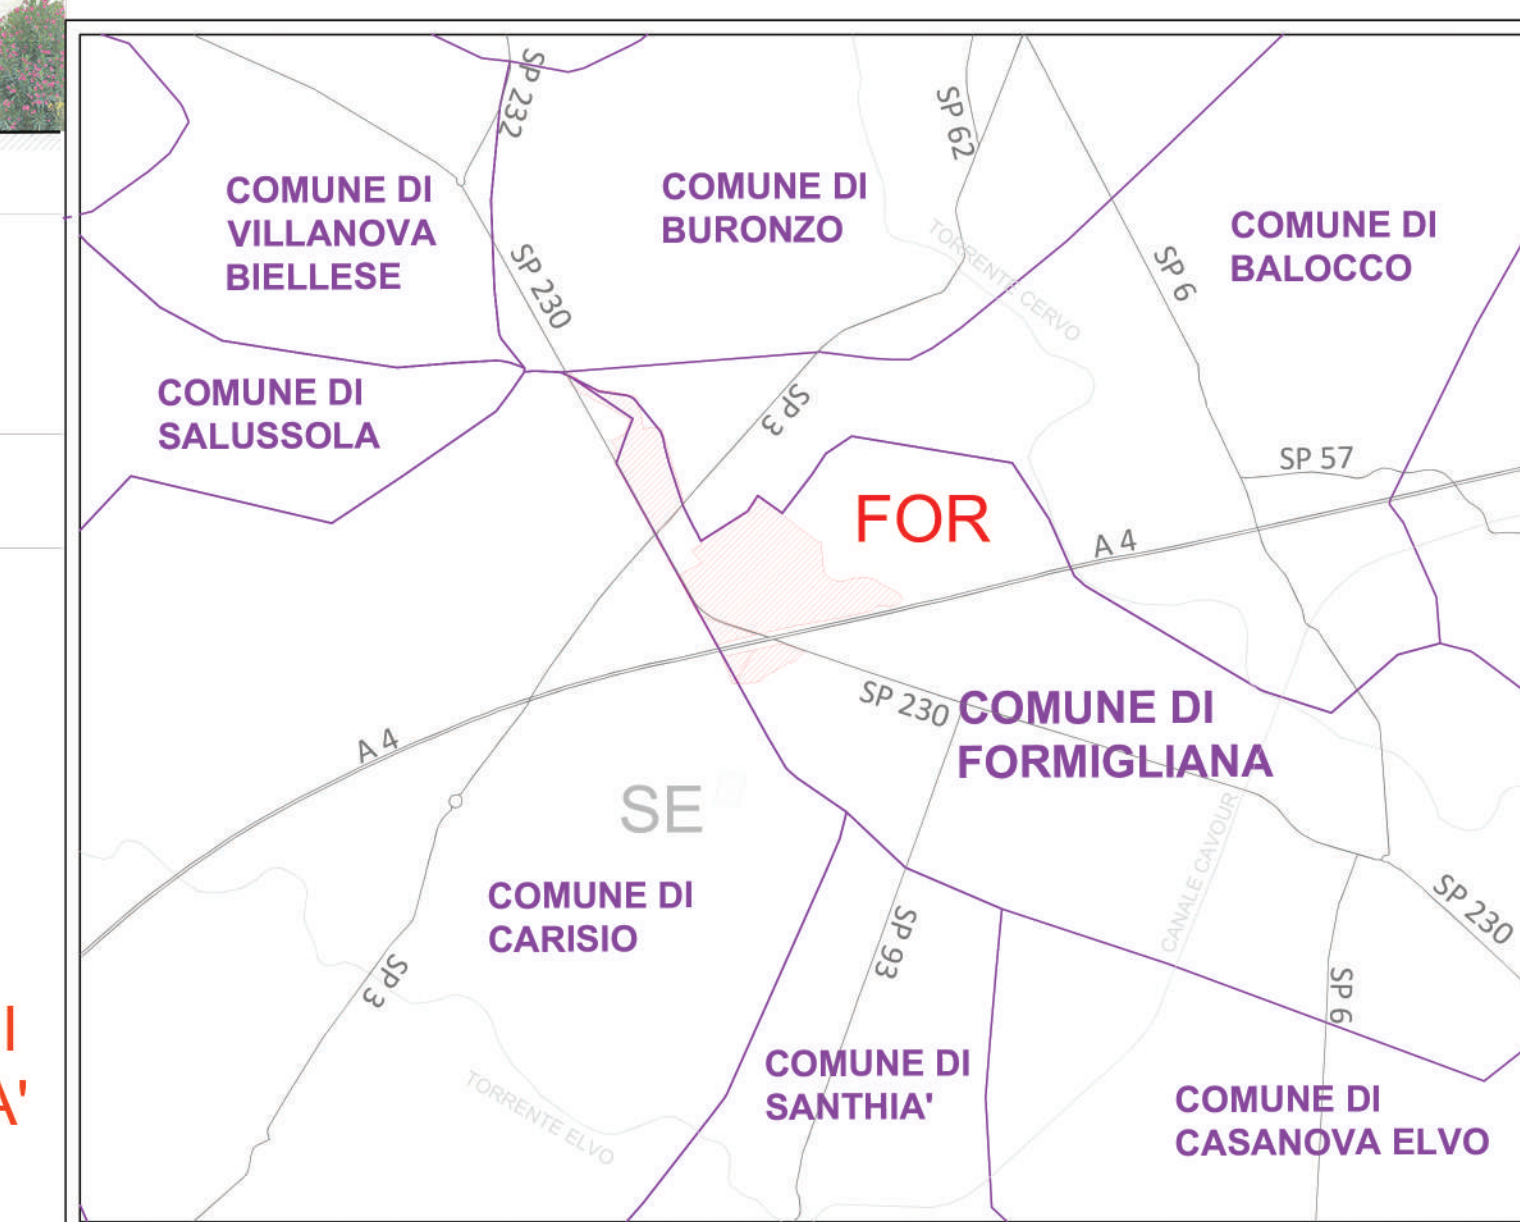 SP 232
SP 62
COMUNE DI
VILLANOVA
BIELLESE
COMUNE DI
BURONZO
COMUNE DI
BALOCCO
SP 230
TORRENTE CERVO
SP 6
COMUNE DI
SALUSSOLA
SP 3
SP 57
FOR
A 4
SP 230
COMUNE DI
FORMIGLIANA
A 4
SE
CANALE CAVOUR
COMUNE DI
CARISIO
SP 230
SP 93
SP 3
SP 6
I
A'
COMUNE DI
SANTHIA'
TORRENTE ELVO
COMUNE DI
CASANOVA ELVO